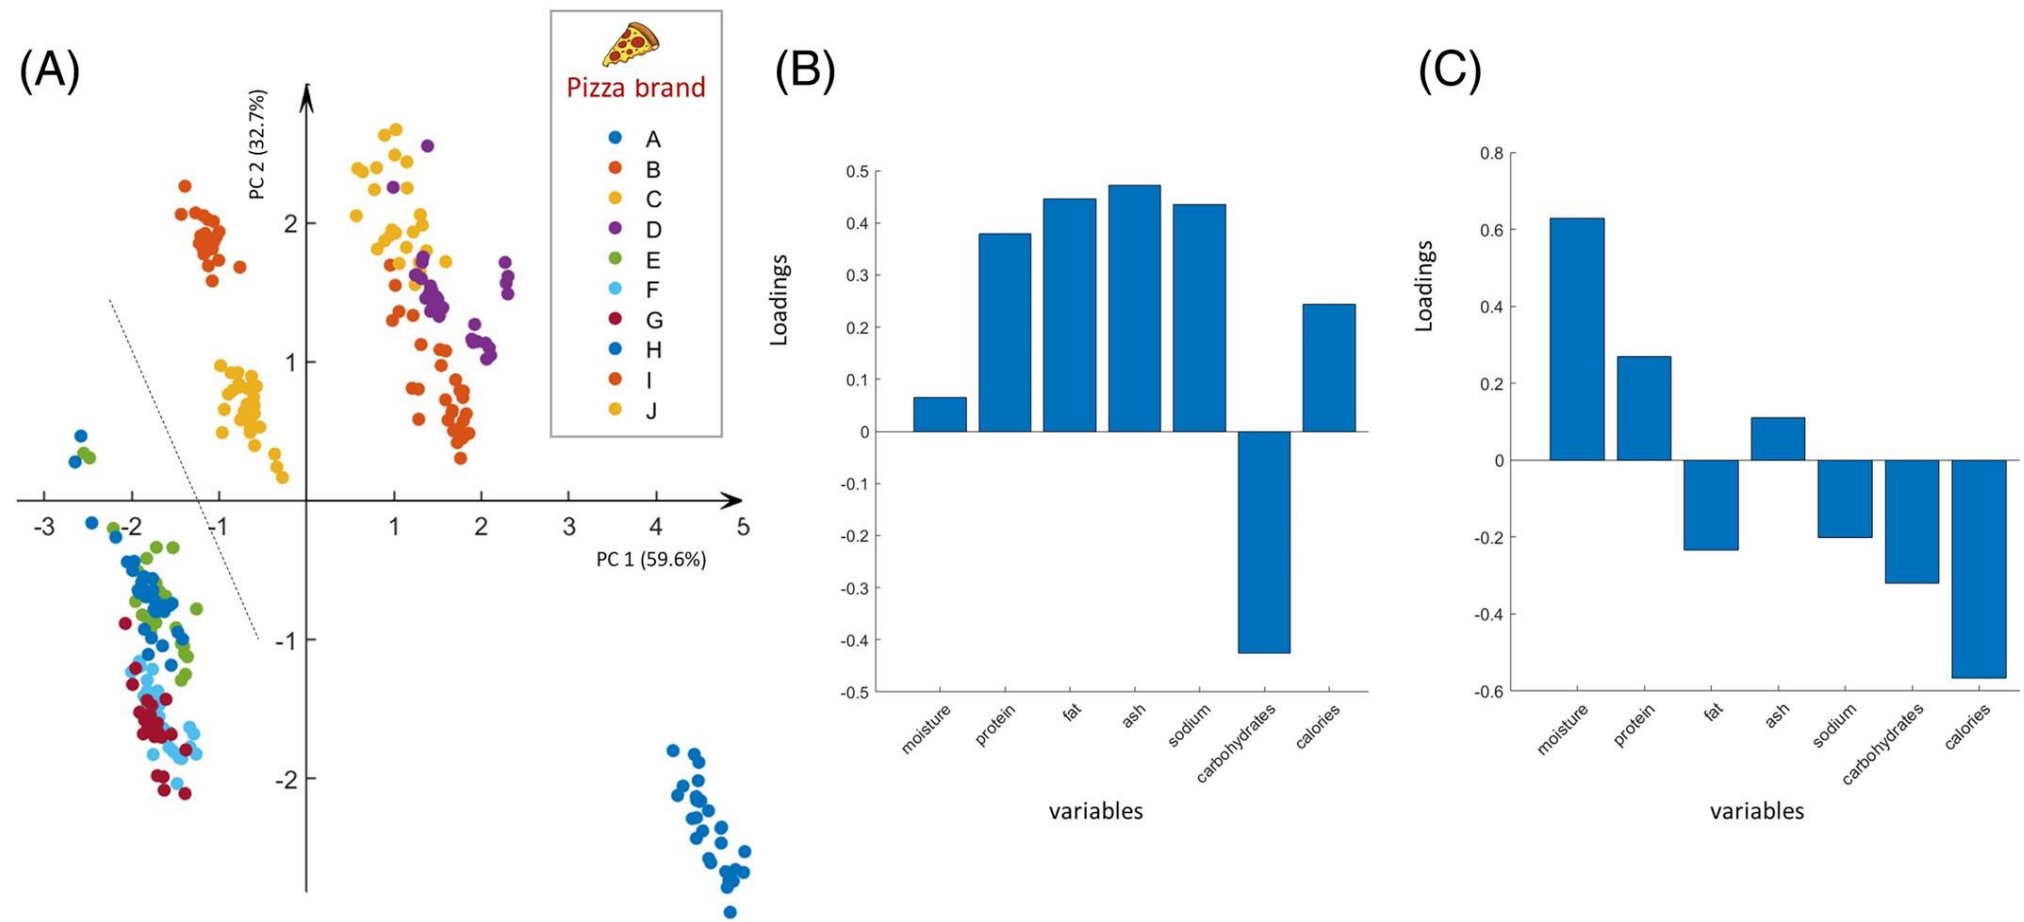 (A)
PC 2 (32.7%)
2
1
-3
-2
-1
1
2
3
4
5
PC 1 (59.6%)
-1
-2
Pizza brand
A
B
C
D
E
F
G
H
I
J
(B)
Loadings
0.5
0.4
0.3
0.2
0.1
0
-0.1
-0.2
-0.3
-0.4
-0.5
moisture
protein
fat
ash
sodium
carbohydrates
calories
variables
(C)
Loadings
0.8
0.6
0.4
0.2
0
-0.2
-0.4
-0.6
moisture
protein
fat
ash
sodium
carbohydrates
calories
variables